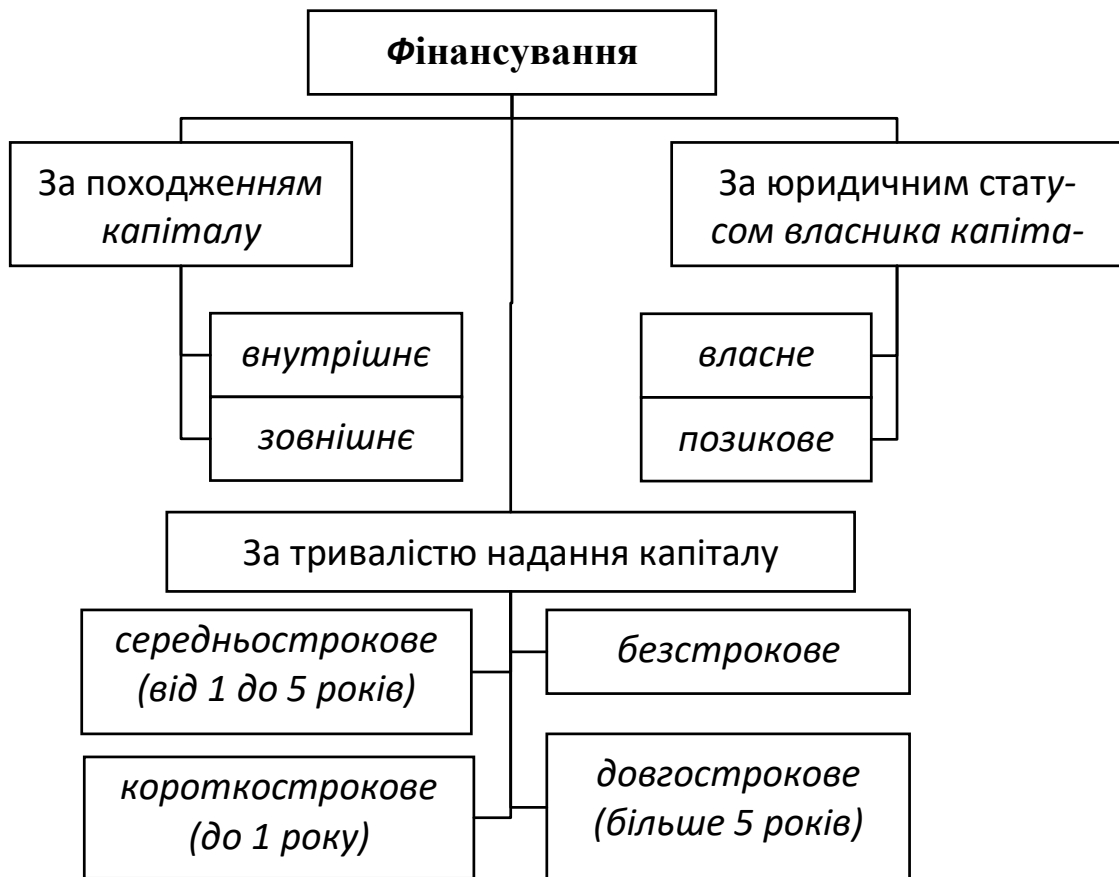 Фінансування
За походженням
капіталу
За юридичним стату-
сом власника капіта-
внутрішнє
зовнішнє
власне
позикове
За тривалістю надання капіталу
середньострокове
(від 1 до 5 років)
безстрокове
короткострокове
(до 1 року)
довгострокове
(більше 5 років)